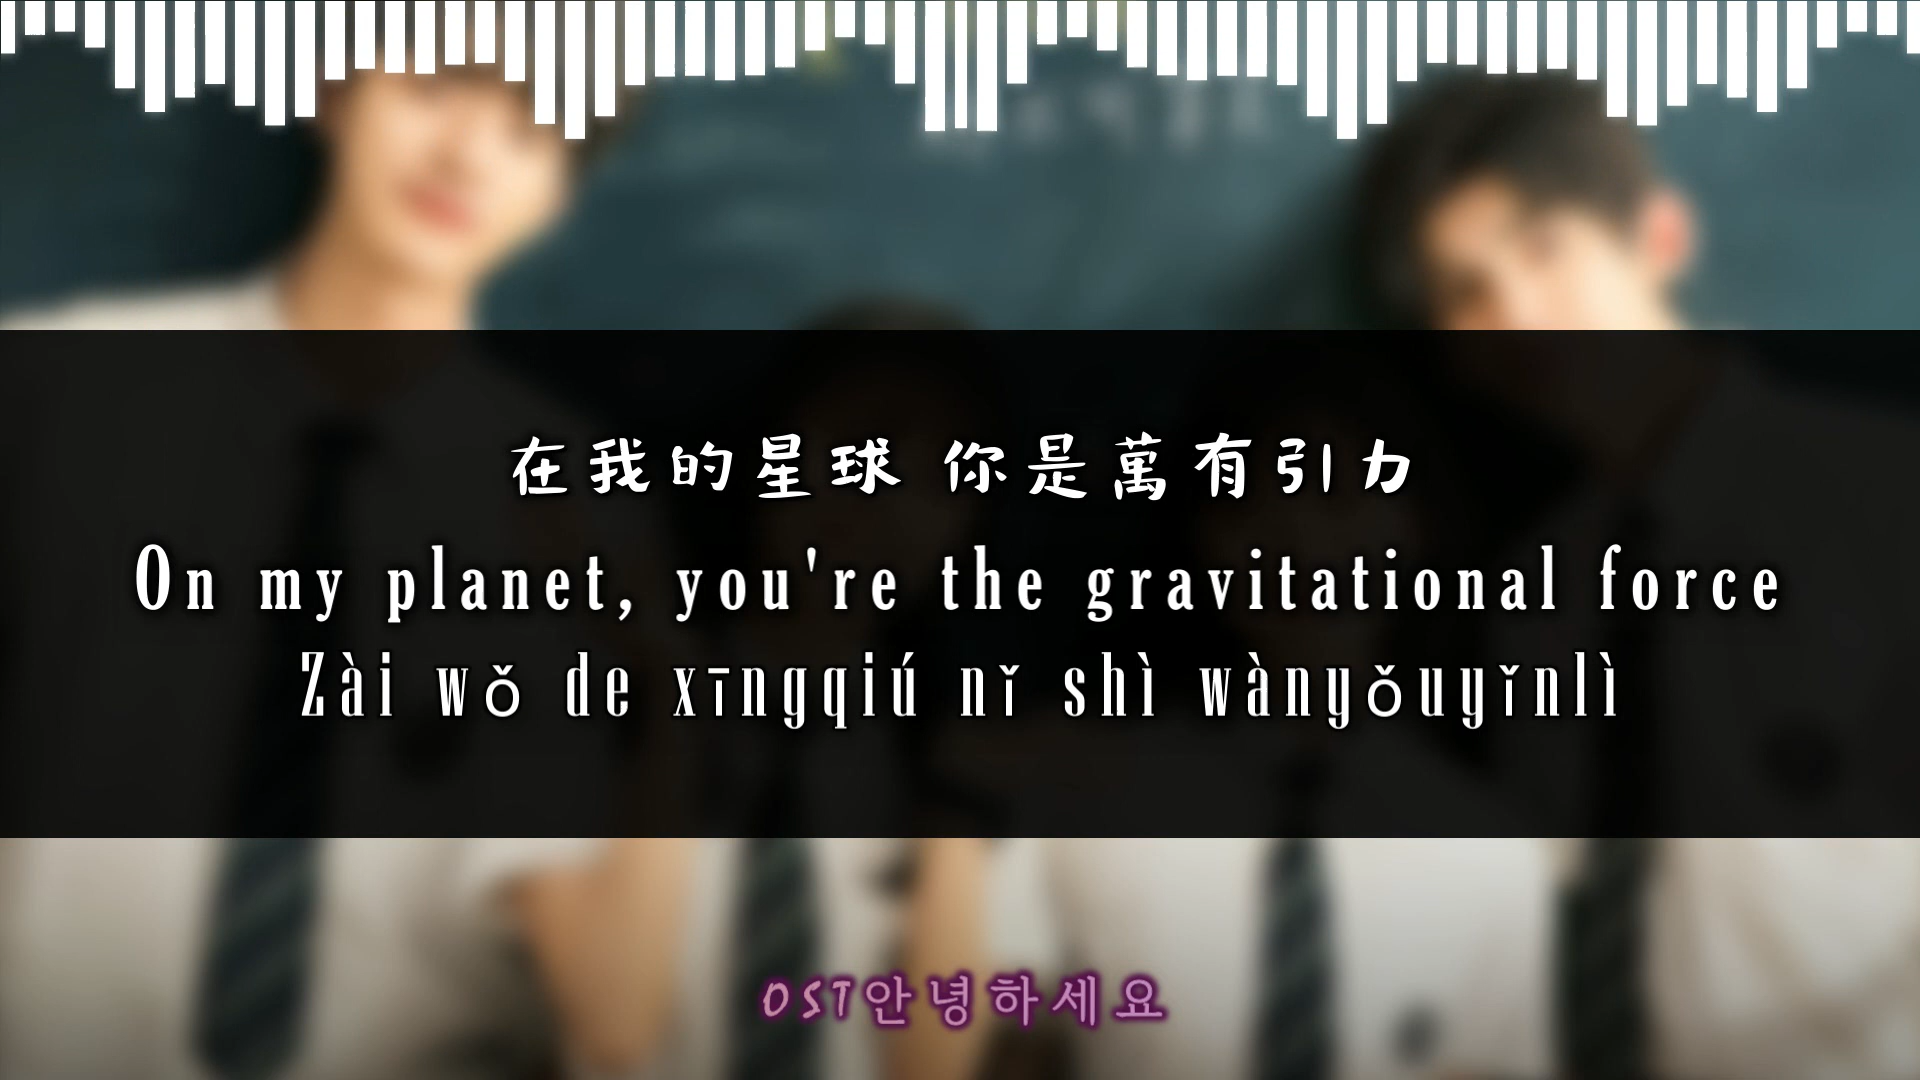 在我的星球 你是萬有引力
On my planet, you're the gravitational force
Zài wǒ de xīngqiú nǐ shì wànyǒuyǐnlì
OST안녕하세요